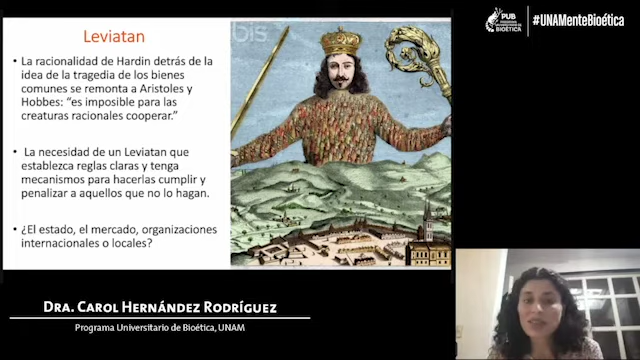 Leviatan
• La racionalidad de Hardin detrás de la
idea de la tragedia de los bienes
comunes se remonta a Aristoles y
Hobbes: “es imposible para las
creaturas racionales cooperar.”
• La necesidad de un Leviatan que
establezca reglas claras y tenga
mecanismos para hacerlas cumplir y
penalizar a aquellos que no lo hagan.
• ¿El estado, el mercado, organizaciones
internacionales o locales?
PUB
BIOÉTICA
#UNAMenteBioética
DRA. CAROL HERNÁNDEZ RODRÍGUEZ
Programa Universitario de Bioética, UNAM